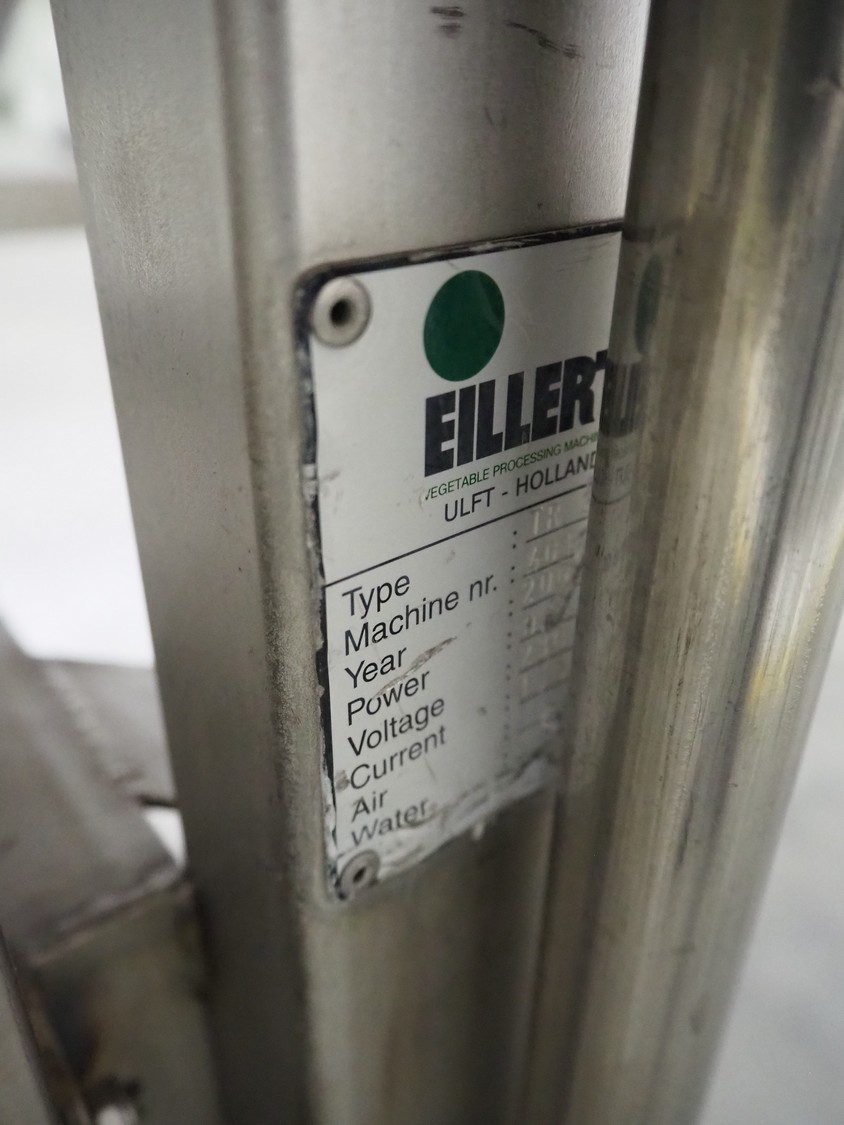 EILLERT
VEGETABLE PROCESSING
ULFT - HOLLAND
Type :
Machine nr. :
Year :
Power :
Voltage :
Current :
Air
Water